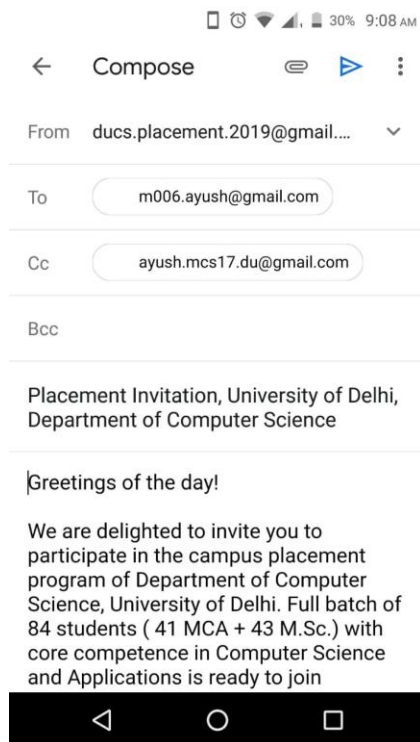 30% 9:08 AM
Compose
From ducs.placement.2019@gmail....
To m006.ayush@gmail.com
Cc ayush.mcs17.du@gmail.com
Bcc
Placement Invitation, University of Delhi,
Department of Computer Science
Greetings of the day!
We are delighted to invite you to
participate in the campus placement
program of Department of Computer
Science, University of Delhi. Full batch of
84 students ( 41 MCA + 43 M.Sc.) with
core competence in Computer Science
and Applications is ready to join